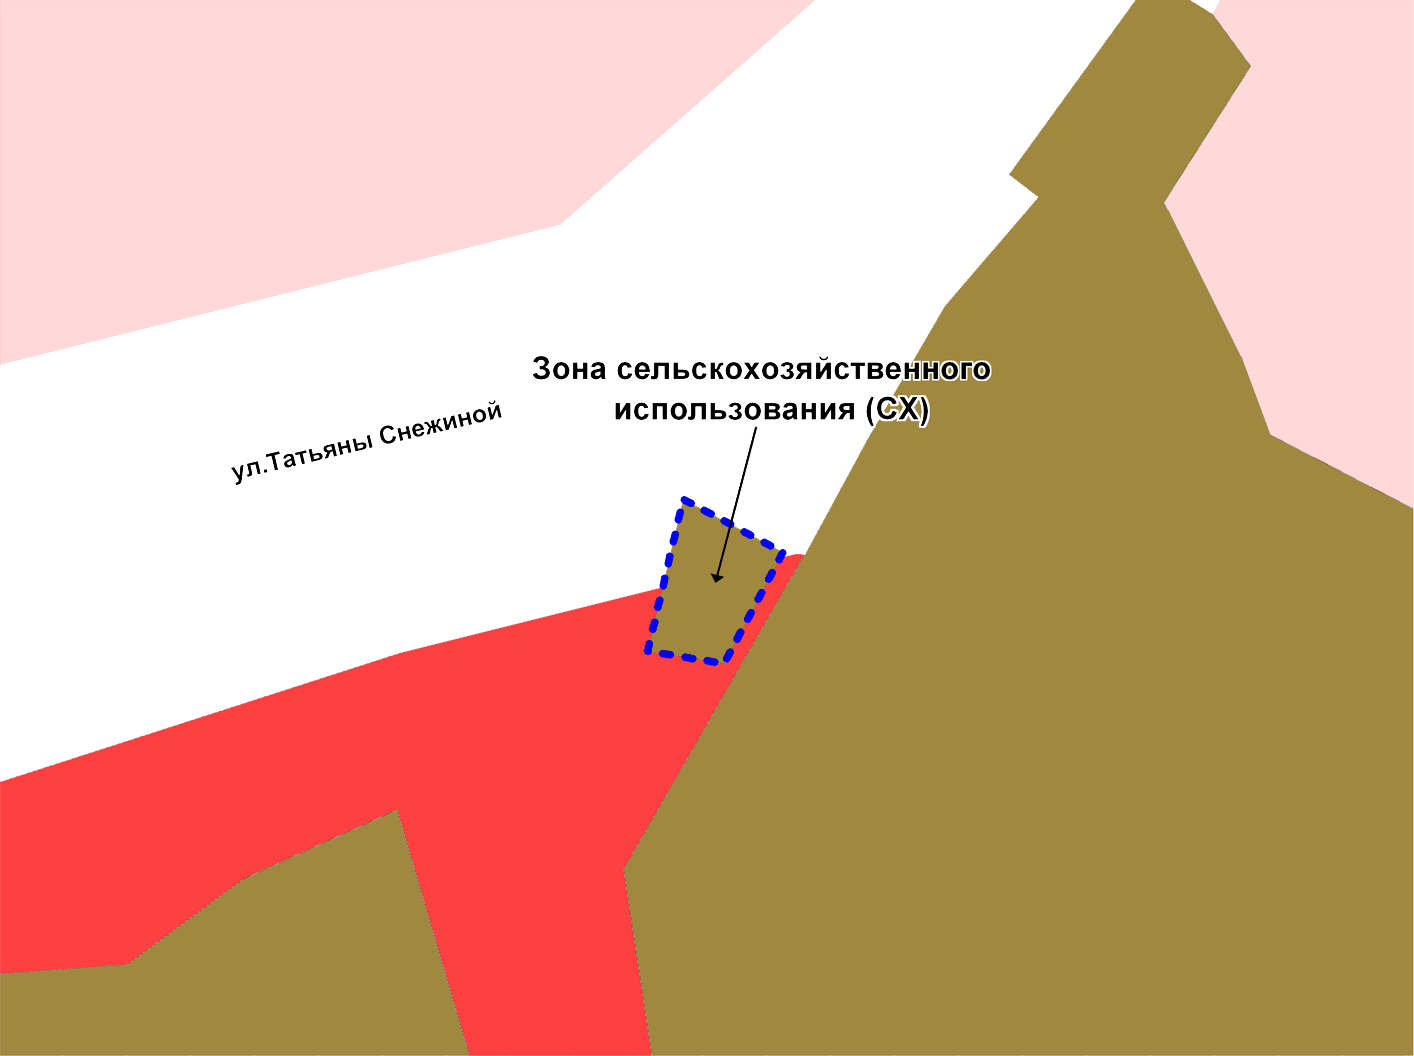 Зона сельскохозяйственного
использования (СХ)
ул.Татьяны Снежиной